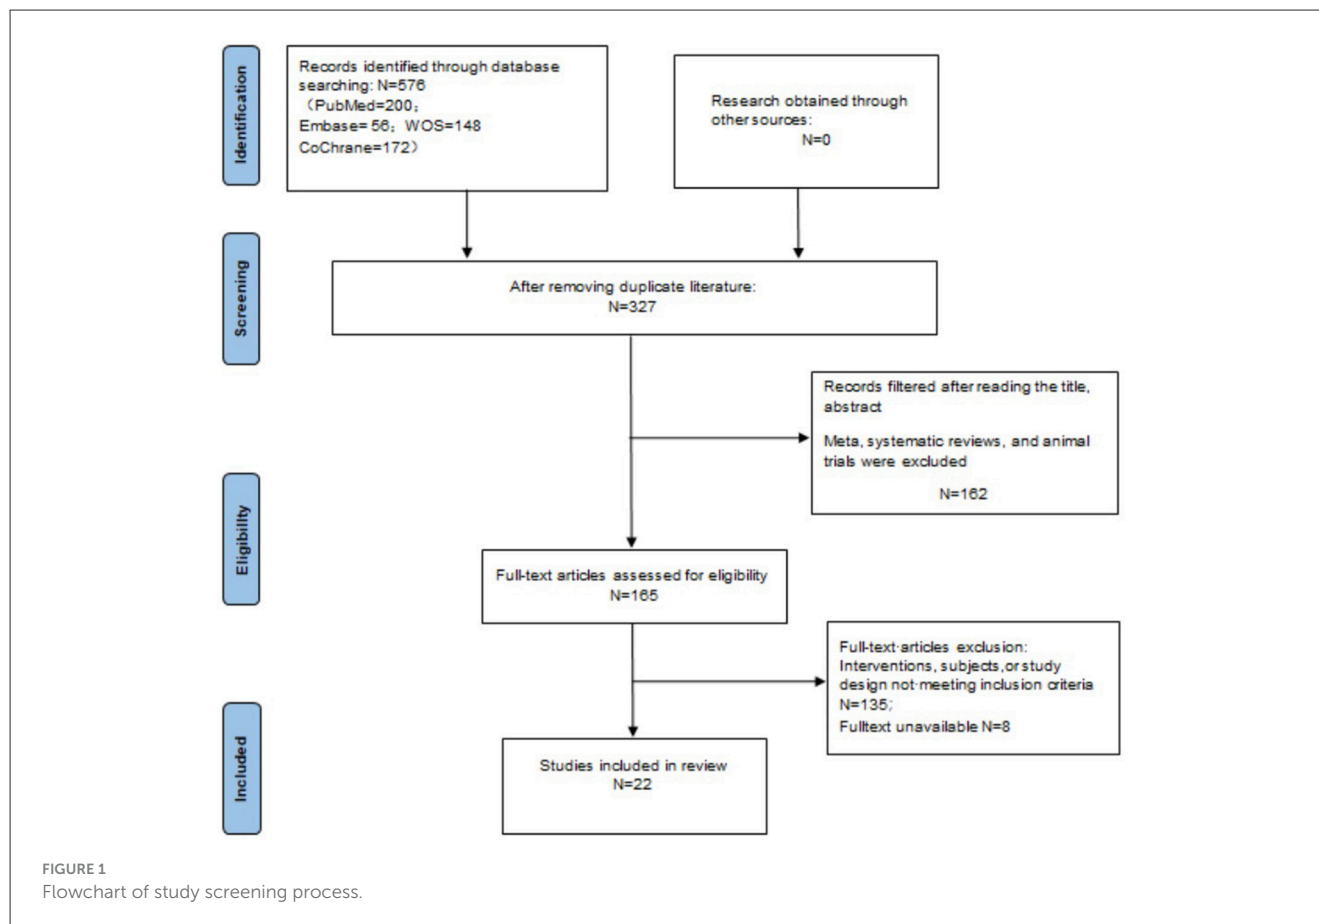 Identification
Records identified through database
searching: N=576
（PubMed=200;
Embase= 56; WOS=148
CoChrane=172）
Research obtained through
other sources:
N=0
Screening
After removing duplicate literature:
N=327
Records filtered after reading the title,
abstract
Meta, systematic reviews, and animal
trials were excluded
N=162
Eligibility
Full-text articles assessed for eligibility
N=165
Full-text·articles exclusion:
Interventions, subjects, or study
design not·meeting inclusion criteria
N=135;
Fulltext unavailable N=8
Included
Studies included in review
N=22
FIGURE 1
Flowchart of study screening process.